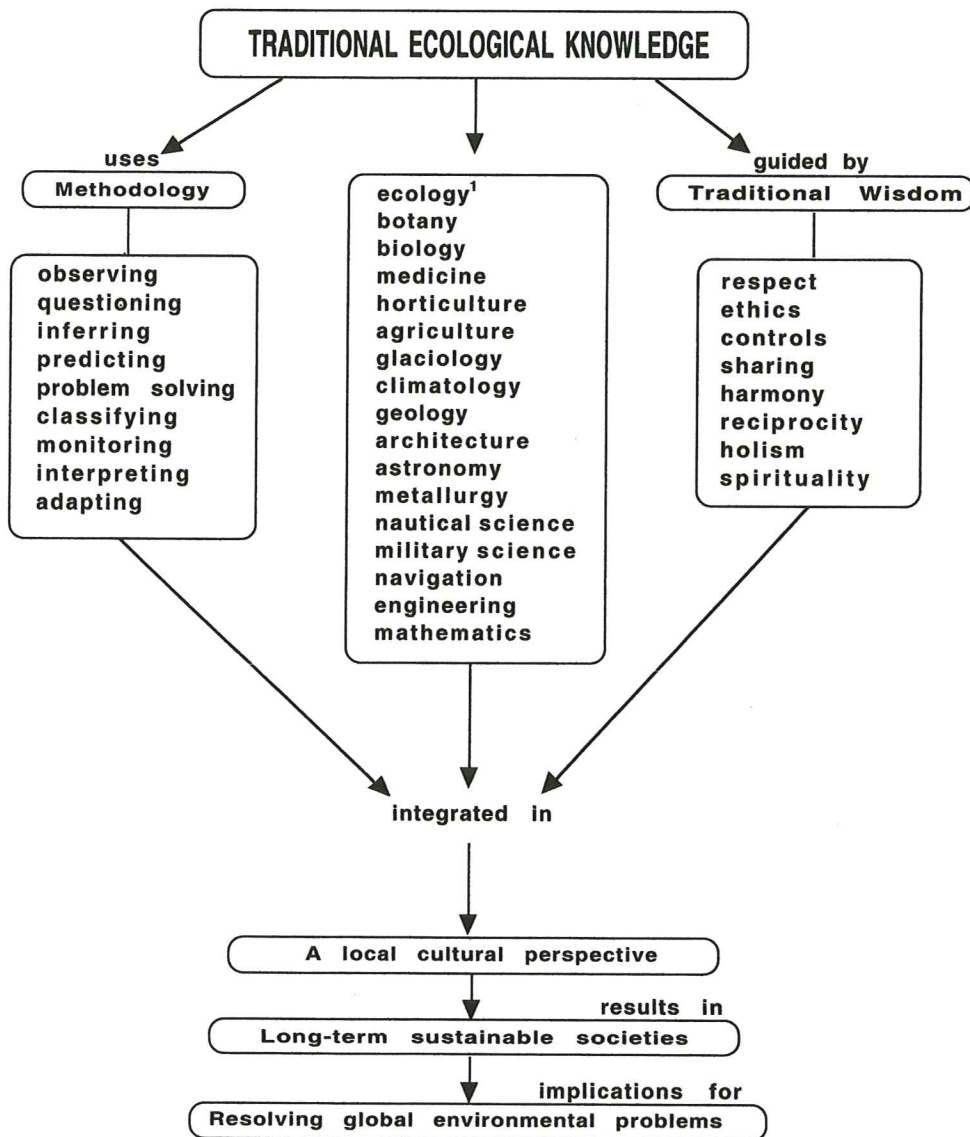 TRADITIONAL ECOLOGICAL KNOWLEDGE
uses
Methodology
observing
questioning
inferring
predicting
problem solving
classifying
monitoring
interpreting
adapting
ecology¹
botany
biology
medicine
horticulture
agriculture
glaciology
climatology
geology
architecture
astronomy
metallurgy
nautical science
military science
navigation
engineering
mathematics
guided by
Traditional Wisdom
respect
ethics
controls
sharing
harmony
reciprocity
holism
spirituality
integrated in
A local cultural perspective
results in
Long-term sustainable societies
implications for
Resolving global environmental problems